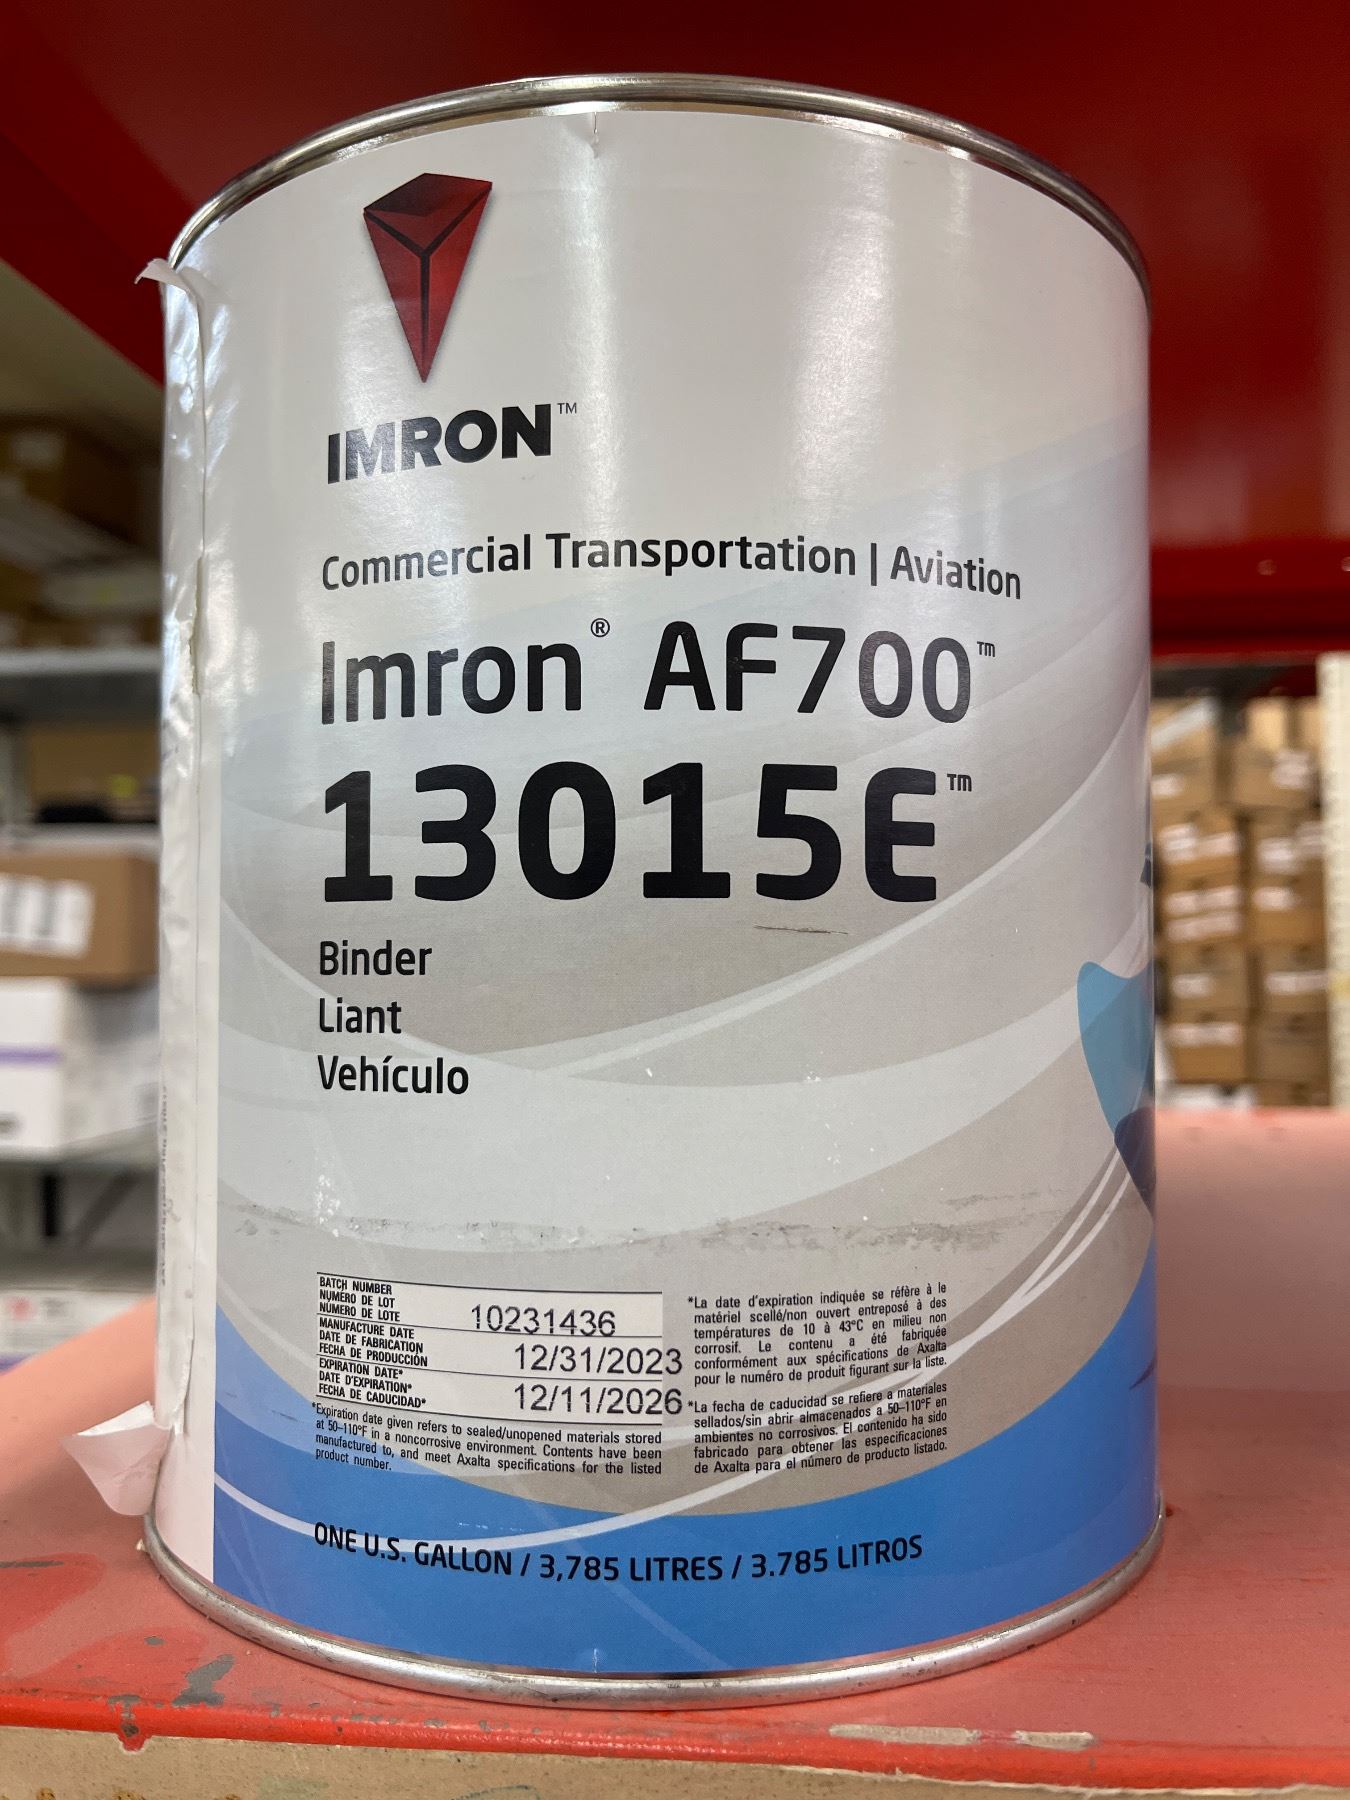 IMRON™
Commercial Transportation | Aviation
Imron® AF700™
13015E™
Binder
Liant
Vehículo
BATCH NUMBER
NUMÉRO DE LOT
NÚMERO DE LOTE
10231436
MANUFACTURE DATE
DATE DE FABRICATION
FECHA DE PRODUCCIÓN
12/31/2023
EXPIRATION DATE*
DATE D'EXPIRATION*
FECHA DE CADUCIDAD*
12/11/2026
*Expiration date given refers to sealed/unopened materials stored
at 50–110°F in a noncorrosive environment. Contents have been
manufactured to, and meet Axalta specifications for the listed
product number.
*La date d'expiration indiquée se réfère à le
matériel scellé/non ouvert entreposé à des
températures de 10 à 43°C en milieu non
corrosif. Le contenu a été fabriquée
conformément aux spécifications de Axalta
pour le numéro de produit figurant sur la liste.
*La fecha de caducidad se refiere a materiales
sellados/sin abrir almacenados a 50–110°F en
ambientes no corrosivos. El contenido ha sido
fabricado para obtener las especificaciones
de Axalta para el número de producto listado.
ONE U.S. GALLON / 3,785 LITRES / 3.785 LITROS